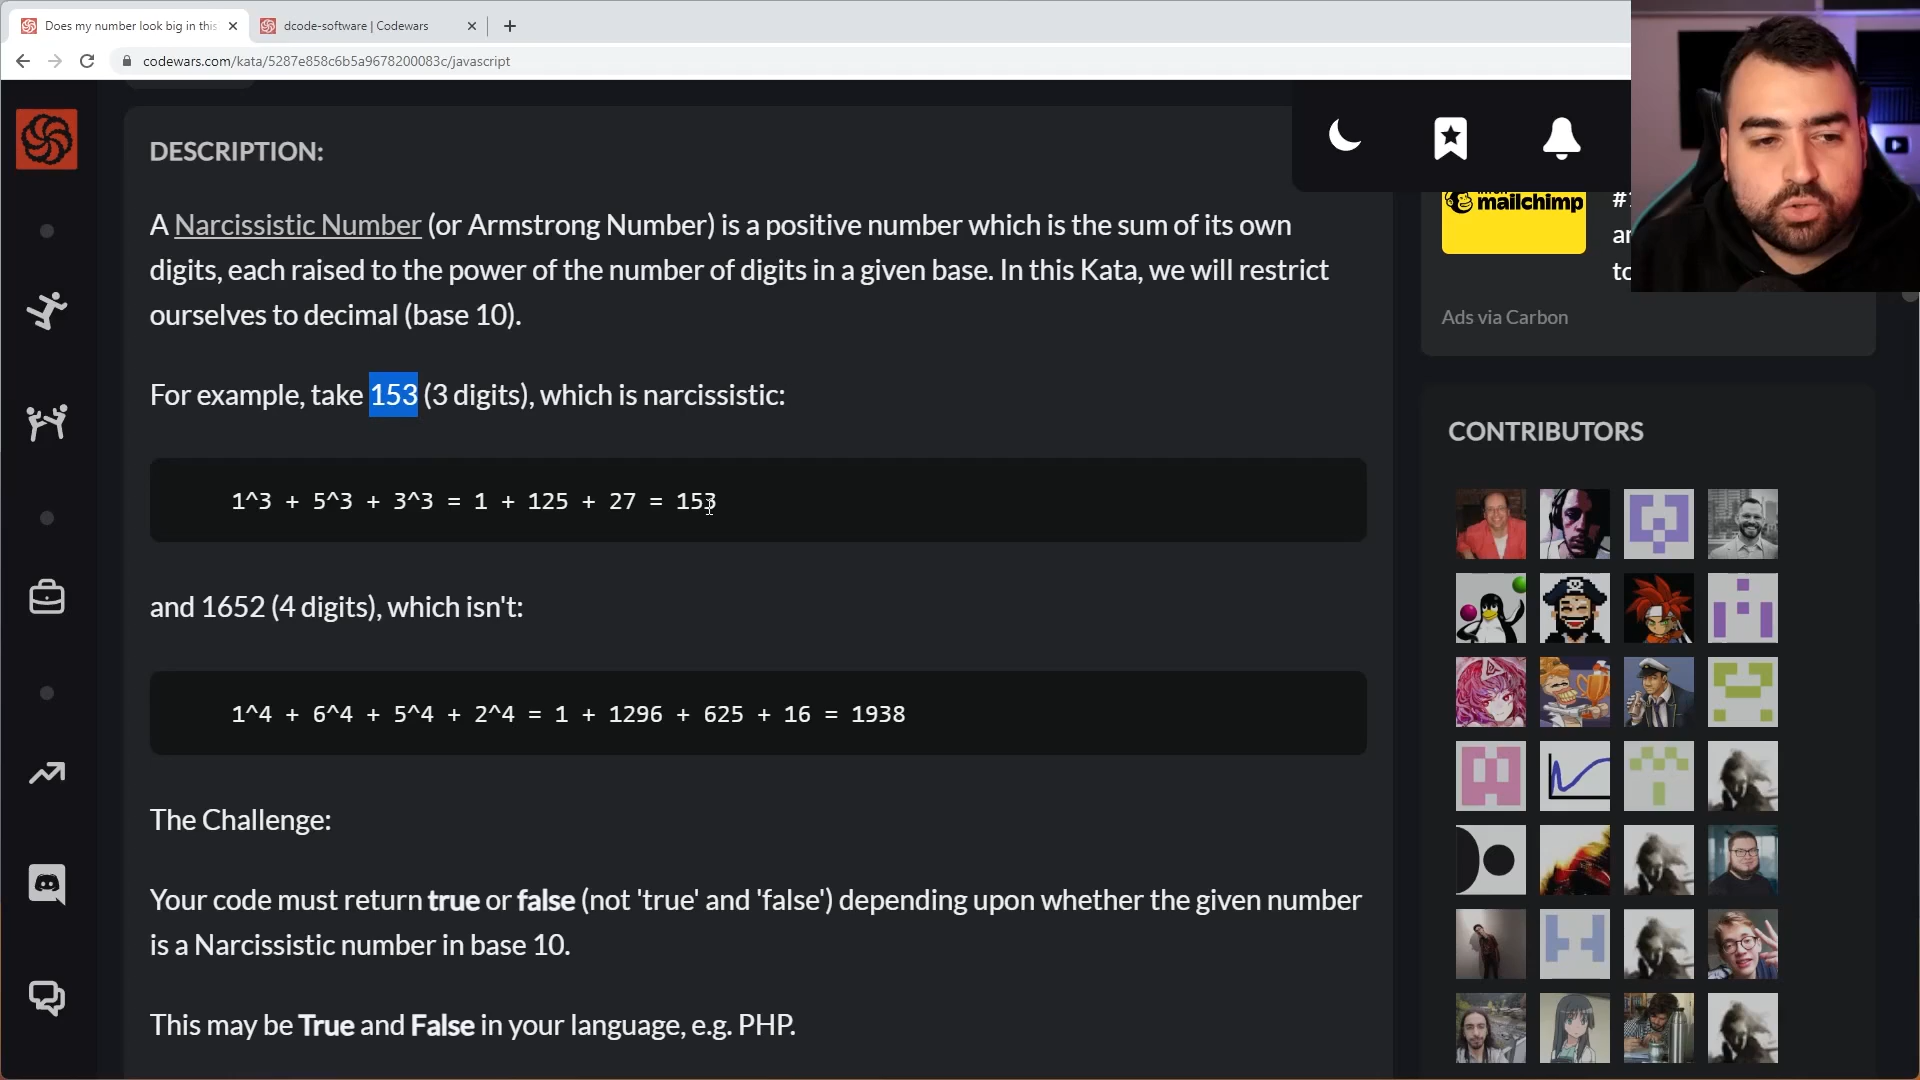 Does my number look big in this
dcode-software | Codewars
codewars.com/kata/5287e858c6b5a9678200083c/javascript
DESCRIPTION:
A Narcissistic Number (or Armstrong Number) is a positive number which is the sum of its own
digits, each raised to the power of the number of digits in a given base. In this Kata, we will restrict
ourselves to decimal (base 10).
For example, take 153 (3 digits), which is narcissistic:
1^3 + 5^3 + 3^3 = 1 + 125 + 27 = 153
and 1652 (4 digits), which isn't:
1^4 + 6^4 + 5^4 + 2^4 = 1 + 1296 + 625 + 16 = 1938
The Challenge:
Your code must return true or false (not 'true' and 'false') depending upon whether the given number
is a Narcissistic number in base 10.
This may be True and False in your language, e.g. PHP.
mailchimp
Ads via Carbon
CONTRIBUTORS